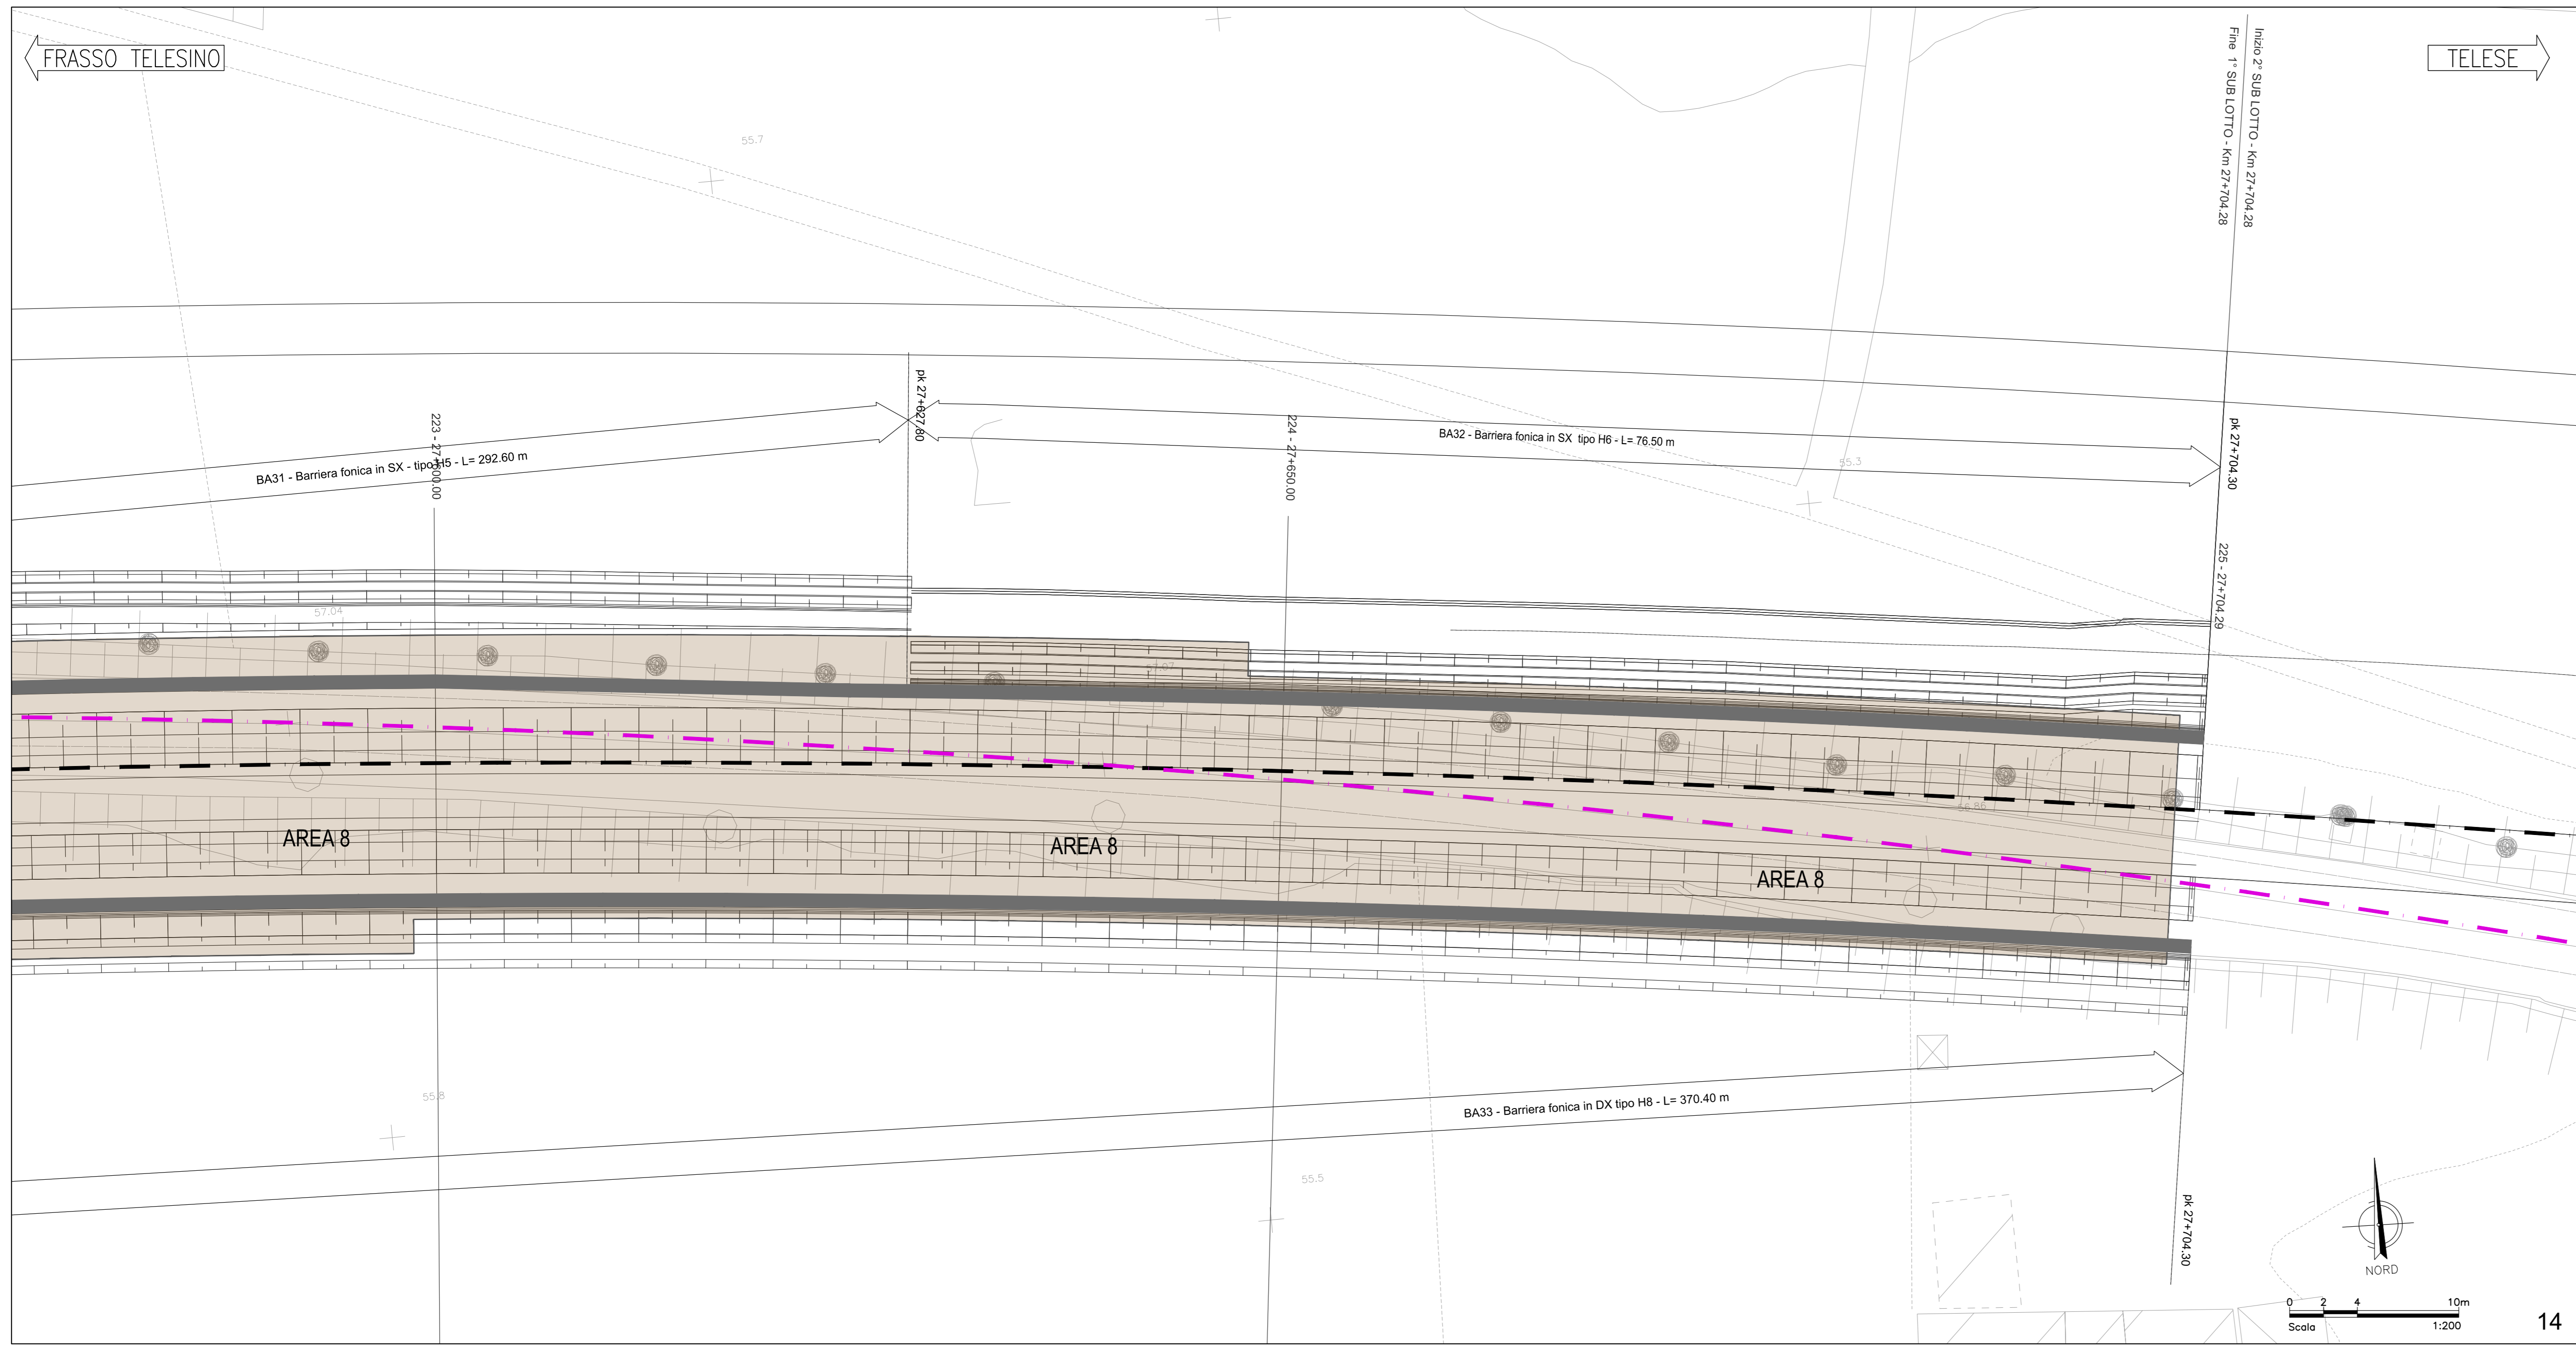 FRASSO TELESINO
TELESE
Inizio 2° SUB LOTTO - Km 27+704.28
Fine 1° SUB LOTTO - Km 27+704.28
55.7
pk 27+627.80
223 - 27+600.00
224 - 27+650.00
BA31 - Barriera fonica in SX - tipo H5 - L= 292.60 m
BA32 - Barriera fonica in SX tipo H6 - L= 76.50 m
55.3
pk 27+704.30
225 - 27+704.29
57.04
57.07
AREA 8
AREA 8
AREA 8
55.8
BA33 - Barriera fonica in DX tipo H8 - L= 370.40 m
55.5
pk 27+704.30
NORD
0 2 4 10m
Scala 1:200
14